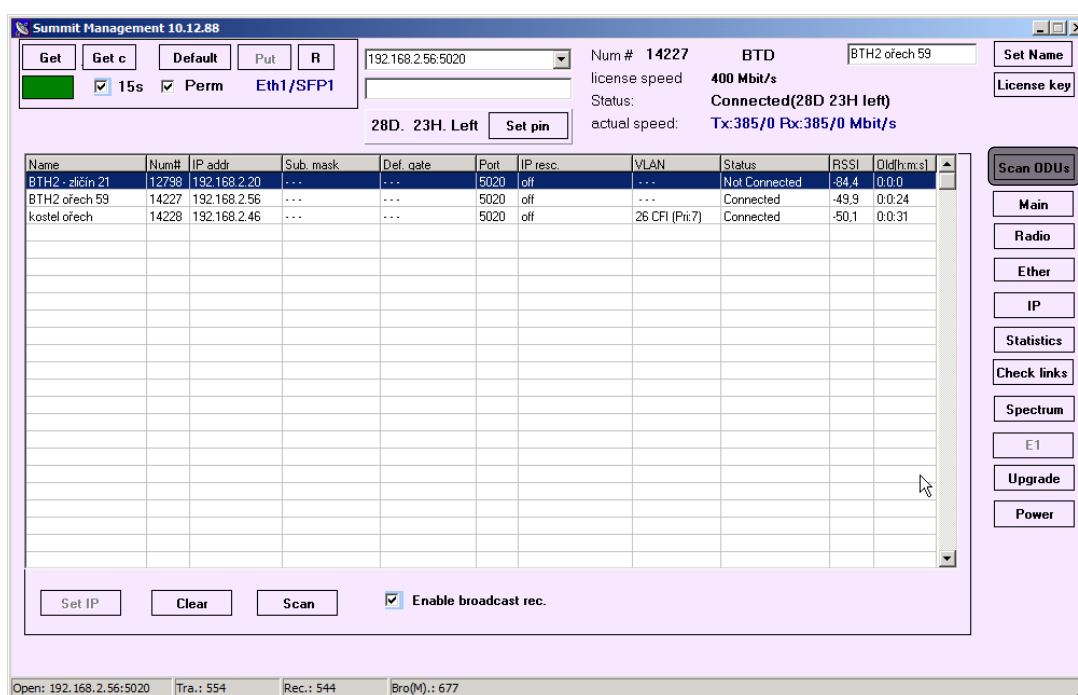 Summit Management 10.12.88
Get Get c Default Put R 192.168.2.56:5020 Num # 14227 BTD BTH2 ořech 59 Set Name
15s Perm Eth1/SFP1 license speed 400 Mbit/s License key
Status: Connected(28D 23H left)
28D. 23H. Left Set pin actual speed: Tx:385/0 Rx:385/0 Mbit/s
Name Num# IP addr Sub. mask Def. gate Port IP resc. VLAN Status RSSI Old[h:m:s] Scan ODUs
BTH2 - zličín 21 12798 192.168.2.20 - - - - - - 5020 off - - - Not Connected -84,4 0:0:0
BTH2 ořech 59 14227 192.168.2.56 - - - - - - 5020 off - - - Connected -49,9 0:0:24
kostel ořech 14228 192.168.2.46 - - - - - - 5020 off 26 CFI (Pri:7) Connected -50,1 0:0:31
Main
Radio
Ether
IP
Statistics
Check links
Spectrum
E1
Upgrade
Power
Set IP Clear Scan Enable broadcast rec.
Open: 192.168.2.56:5020 Tra.: 554 Rec.: 544 Bro(M).: 677